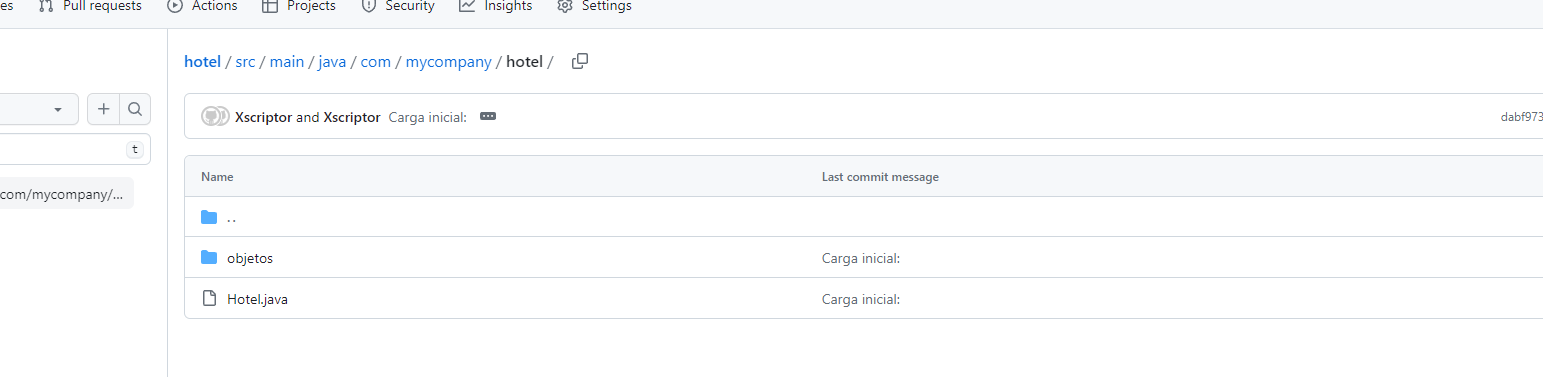 es Pull requests Actions Projects Security Insights Settings
hotel / src / main / java / com / mycompany / hotel /
t
com/mycompany/...
Xscriptor and Xscriptor Carga inicial: dabf973
Name Last commit message
..
objetos Carga inicial:
Hotel.java Carga inicial: